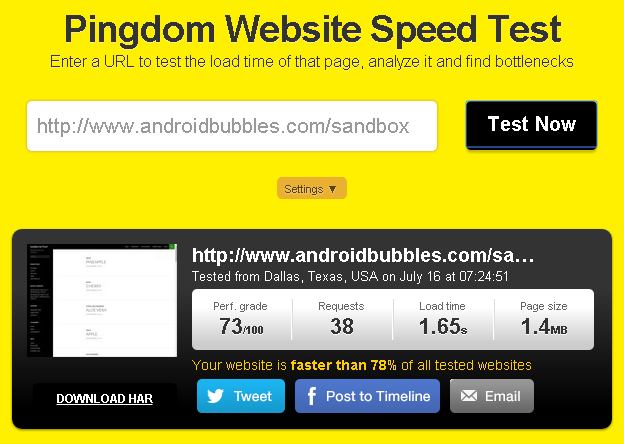 Pingdom Website Speed Test
Enter a URL to test the load time of that page, analyze it and find bottlenecks
http://www.androidbubbles.com/sandbox
Test Now
Settings ▼
http://www.androidbubbles.com/sa...
Tested from Dallas, Texas, USA on July 16 at 07:24:51
Perf. grade Requests Load time Page size
73/100 38 1.65s 1.4MB
Your website is faster than 78% of all tested websites
PINEAPPLE
CHERRY
ALOE VERA
APPLE
DOWNLOAD HAR
Tweet
Post to Timeline
Email